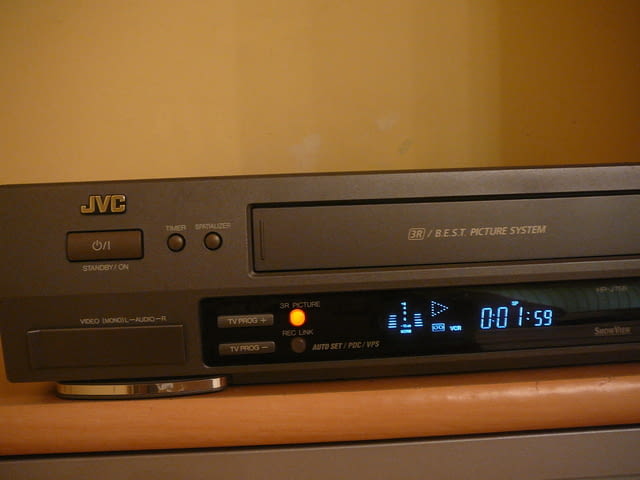 JVC
TIMER
SPATIALIZER
STANDBY/ON
3R / B.E.S.T. PICTURE SYSTEM
VIDEO (MONO)L-AUDIO-R
TV PROG +
TV PROG -
3R PICTURE
REC LINK
AUTO SET / PDC / VPS
VCR
SP
0:01:59
SHOWVIEW